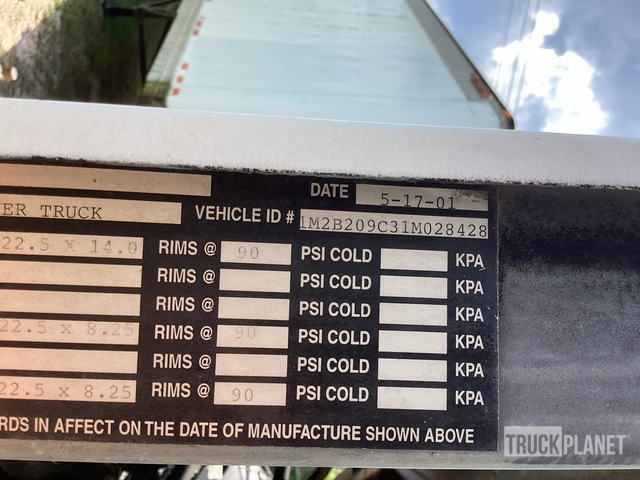 DATE 5-17-01
ER TRUCK VEHICLE ID # 1M2B209C31M028428
22.5 X 14.0 RIMS @ 90 PSI COLD KPA
RIMS @ PSI COLD KPA
RIMS @ PSI COLD KPA
22.5 x 8.25 RIMS @ 90 PSI COLD KPA
RIMS @ PSI COLD KPA
22.5 x 8.25 RIMS @ 90 PSI COLD KPA
RDS IN AFFECT ON THE DATE OF MANUFACTURE SHOWN ABOVE
TRUCKPLANET
TRUCKPLANET